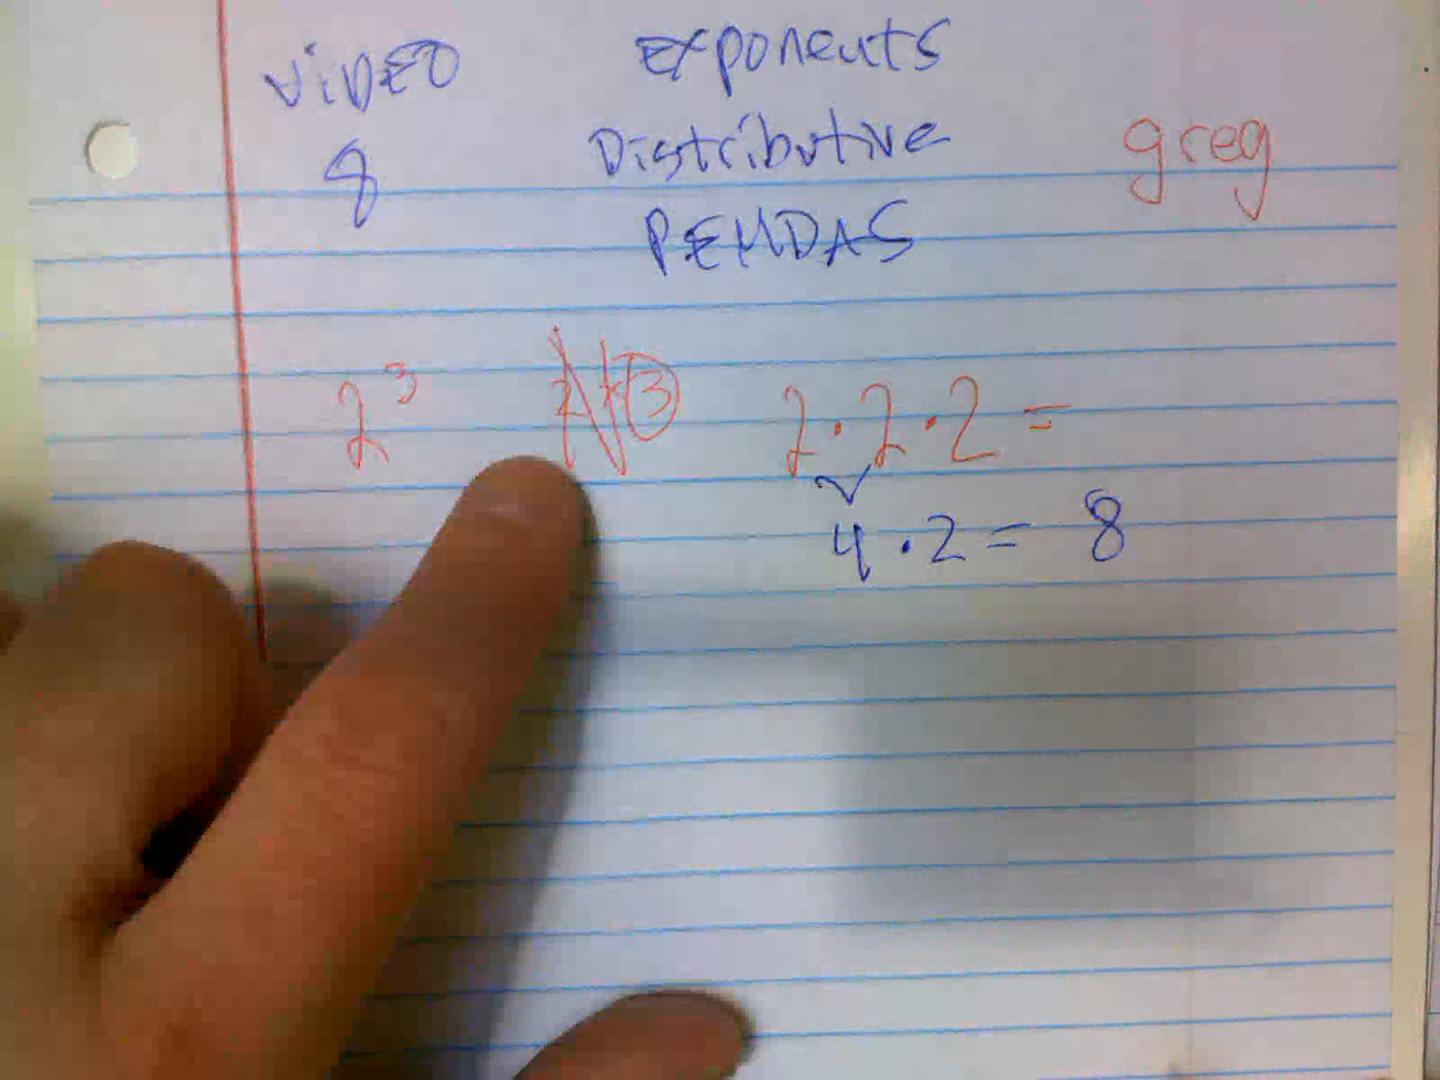 VIDEO
8
Exponents
Distributive
PEMDAS
greg
2³
2·2·2=
4·2= 8